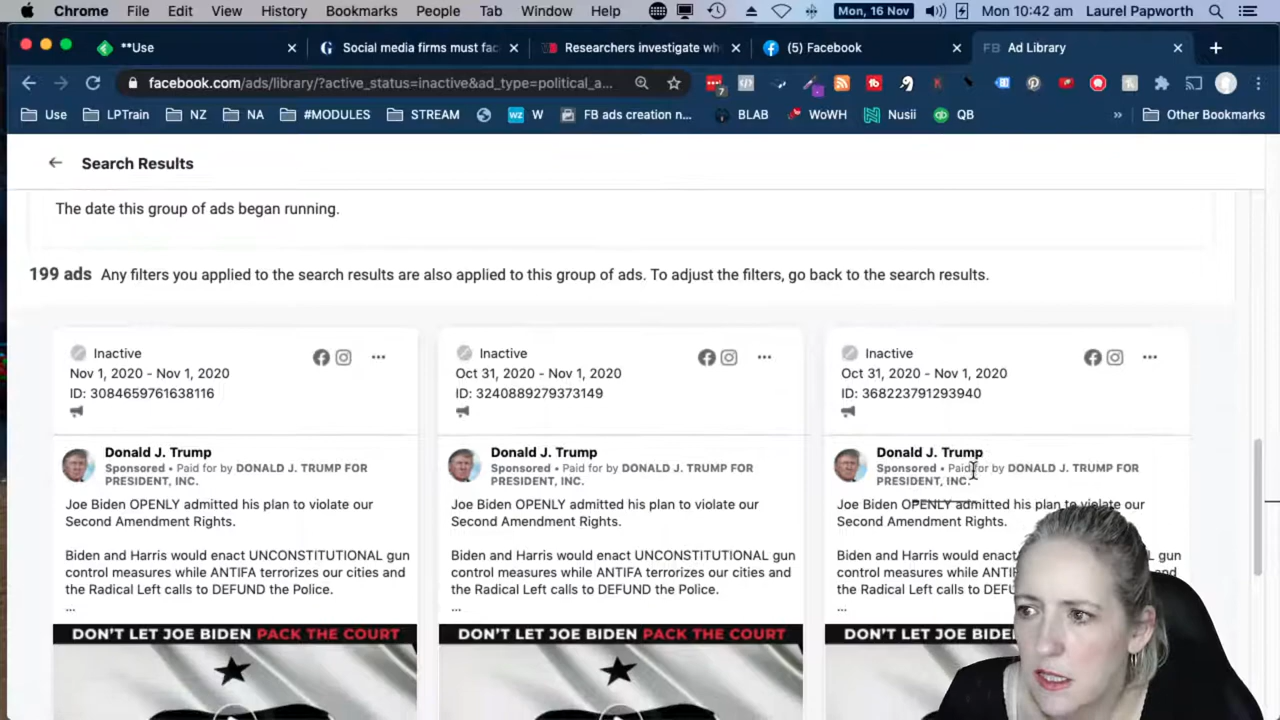 Chrome File Edit View History Bookmarks People Tab Window Help Mon, 16 Nov Mon 10:42 am Laurel Papworth
**Use Social media firms must fac Researchers investigate wh (5) Facebook FB Ad Library
facebook.com/ads/library/?active_status=inactive&ad_type=political_a... 7
Use LPTrain NZ NA #MODULES STREAM wz W FB ads creation n... BLAB WoWH Nusii QB » Other Bookmarks
Search Results
The date this group of ads began running.
199 ads Any filters you applied to the search results are also applied to this group of ads. To adjust the filters, go back to the search results.
Inactive
Nov 1, 2020 - Nov 1, 2020
ID: 3084659761638116
Donald J. Trump
Sponsored • Paid for by DONALD J. TRUMP FOR
PRESIDENT, INC.
Joe Biden OPENLY admitted his plan to violate our
Second Amendment Rights.
Biden and Harris would enact UNCONSTITUTIONAL gun
control measures while ANTIFA terrorizes our cities and
the Radical Left calls to DEFUND the Police.
...
DON'T LET JOE BIDEN PACK THE COURT
Inactive
Oct 31, 2020 - Nov 1, 2020
ID: 3240889279373149
Donald J. Trump
Sponsored • Paid for by DONALD J. TRUMP FOR
PRESIDENT, INC.
Joe Biden OPENLY admitted his plan to violate our
Second Amendment Rights.
Biden and Harris would enact UNCONSTITUTIONAL gun
control measures while ANTIFA terrorizes our cities and
the Radical Left calls to DEFUND the Police.
...
DON'T LET JOE BIDEN PACK THE COURT
Inactive
Oct 31, 2020 - Nov 1, 2020
ID: 368223791293940
Donald J. Trump
Sponsored • Paid for by DONALD J. TRUMP FOR
PRESIDENT, INC.
Joe Biden OPENLY admitted his plan to violate our
Second Amendment Rights.
Biden and Harris would enact gun
control measures while and
the Radical Left calls to
...
DON'T LET JOE BIDEN